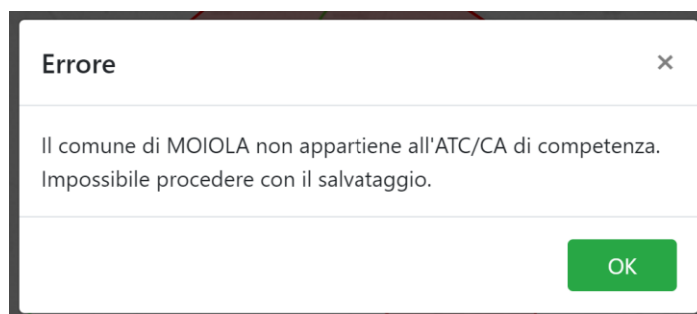 Errore
×
Il comune di MOIOLA non appartiene all'ATC/CA di competenza.
Impossibile procedere con il salvataggio.
OK